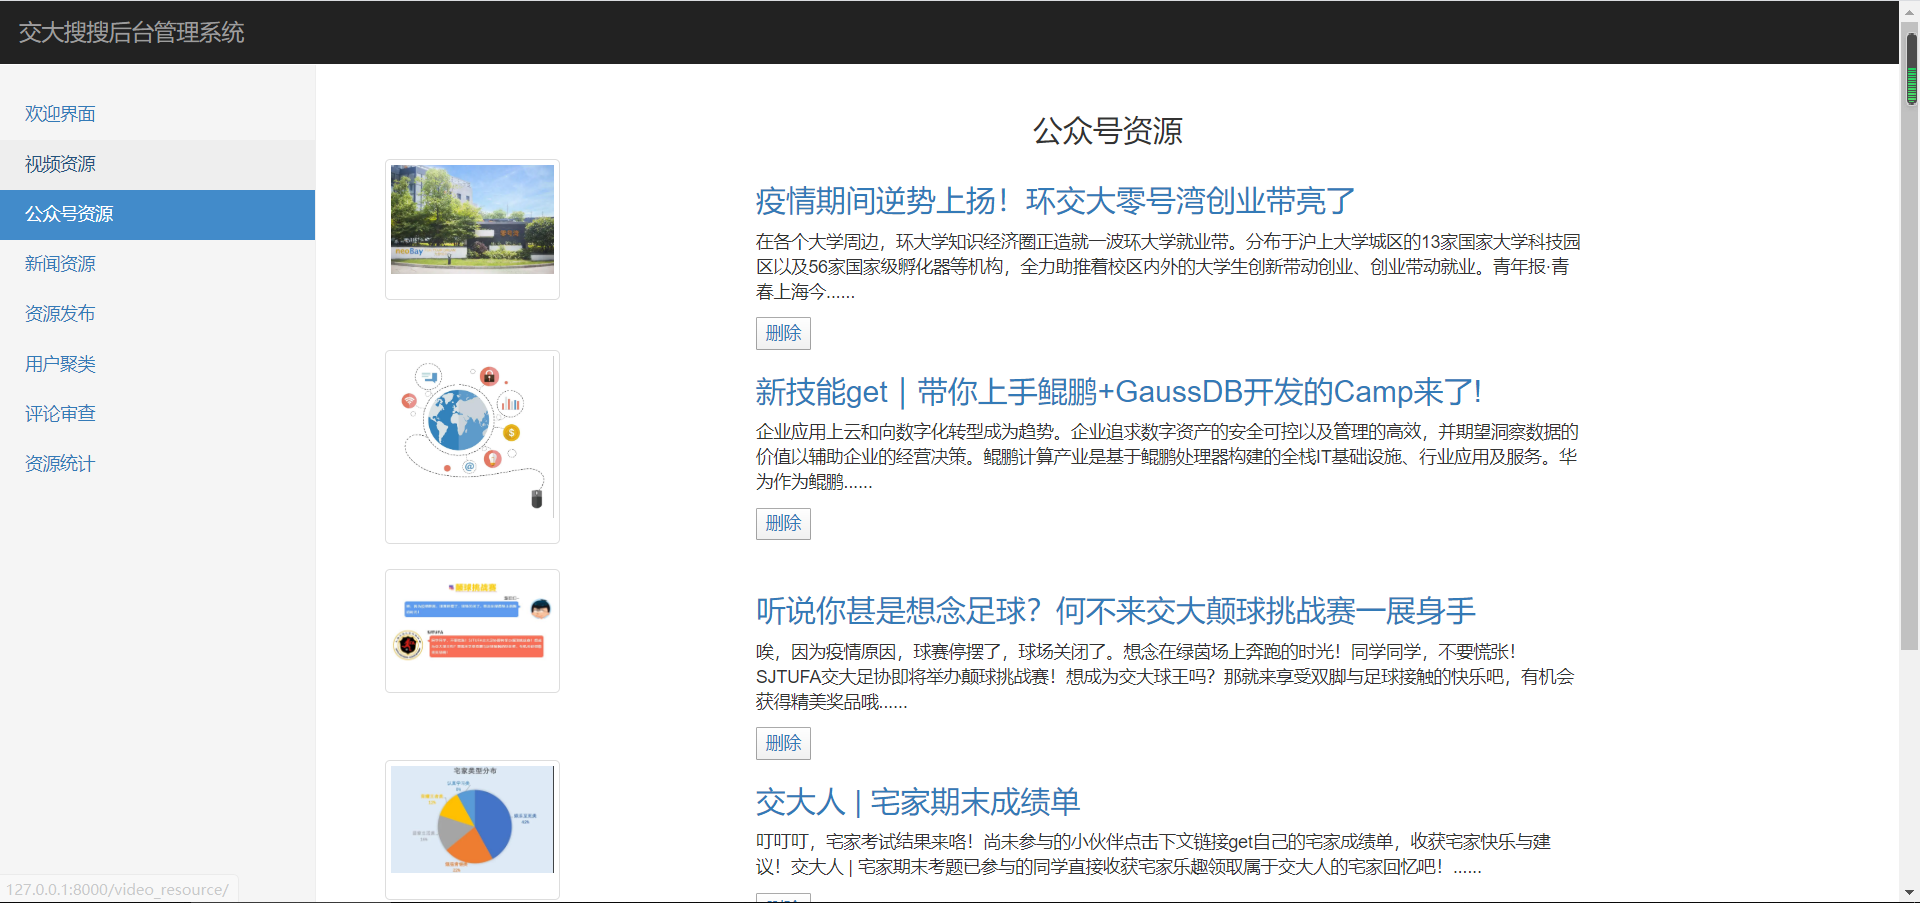 交大搜搜后台管理系统
欢迎界面
视频资源
公众号资源
新闻资源
资源发布
用户聚类
评论审查
资源统计
公众号资源
疫情期间逆势上扬！环交大零号湾创业带亮了
在各个大学周边，环大学知识经济圈正造就一波环大学就业带。分布于沪上大学城区的13家国家大学科技园
区以及56家国家级孵化器等机构，全力助推着校区内外的大学生创新带动创业、创业带动就业。青年报·青
春上海今......
删除
新技能get｜带你上手鲲鹏+GaussDB开发的Camp来了!
企业应用上云和向数字化转型成为趋势。企业追求数字资产的安全可控以及管理的高效，并期望洞察数据的
价值以辅助企业的经营决策。鲲鹏计算产业是基于鲲鹏处理器构建的全栈IT基础设施、行业应用及服务。华
为作为鲲鹏......
删除
颠球挑战赛
听说你甚是想念足球？何不来交大颠球挑战赛一展身手
唉，因为疫情原因，球赛停摆了，球场关闭了。想念在绿茵场上奔跑的时光！同学同学，不要慌张！
SJTUFA交大足协即将举办颠球挑战赛！想成为交大球王吗？那就来享受双脚与足球接触的快乐吧，有机会
获得精美奖品哦......
删除
宅家类型分布
交大人 | 宅家期末成绩单
叮叮叮，宅家考试结果来咯！尚未参与的小伙伴点击下文链接get自己的宅家成绩单，收获宅家快乐与建
议！交大人 | 宅家期末考题已参与的同学直接收获宅家乐趣领取属于交大人的宅家回忆吧！......
127.0.0.1:8000/video_resource/